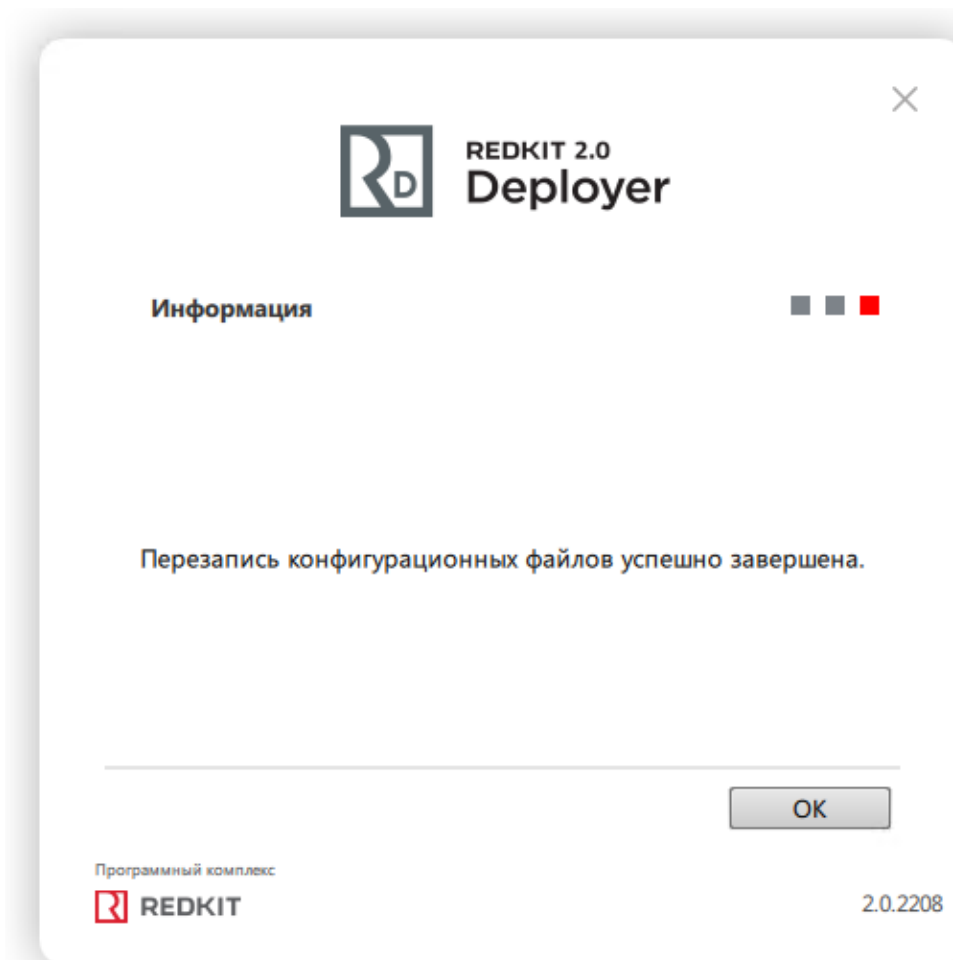 REDKIT 2.0
Deployer
Информация
Перезапись конфигурационных файлов успешно завершена.
OK
Программный комплекс
REDKIT
2.0.2208